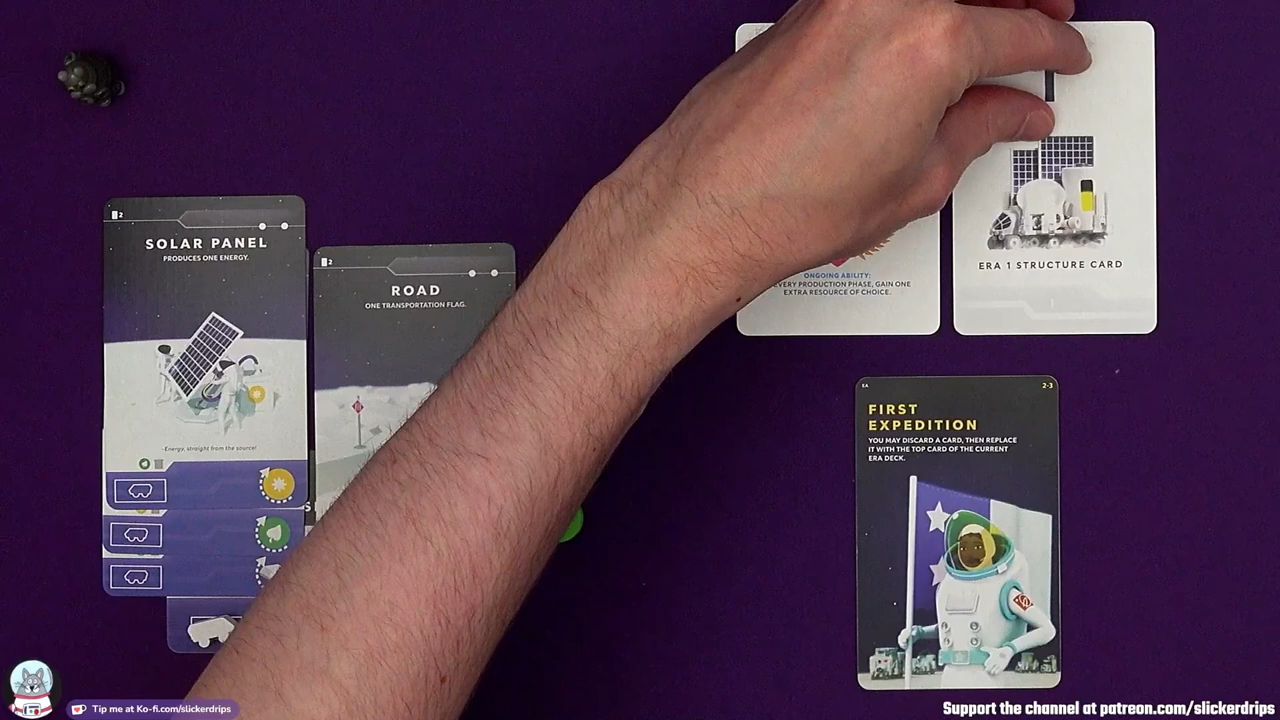 2
SOLAR PANEL
PRODUCES ONE ENERGY.
-Energy, straight from the source!
2
ROAD
ONE TRANSPORTATION FLAG.
ONGOING ABILITY:
EVERY PRODUCTION PHASE, GAIN ONE
EXTRA RESOURCE OF CHOICE.
ERA 1 STRUCTURE CARD
EA
2-3
FIRST
EXPEDITION
YOU MAY DISCARD A CARD, THEN REPLACE
IT WITH THE TOP CARD OF THE CURRENT
ERA DECK.
Tip me at Ko-fi.com/slickerdrips
Support the channel at patreon.com/slickerdrips